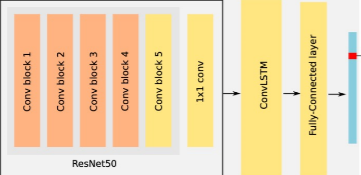 Conv block 1
Conv block 2
Conv block 3
Conv block 4
Conv block 5
1x1 conv
ConvLSTM
Fully-Connected layer
ResNet50